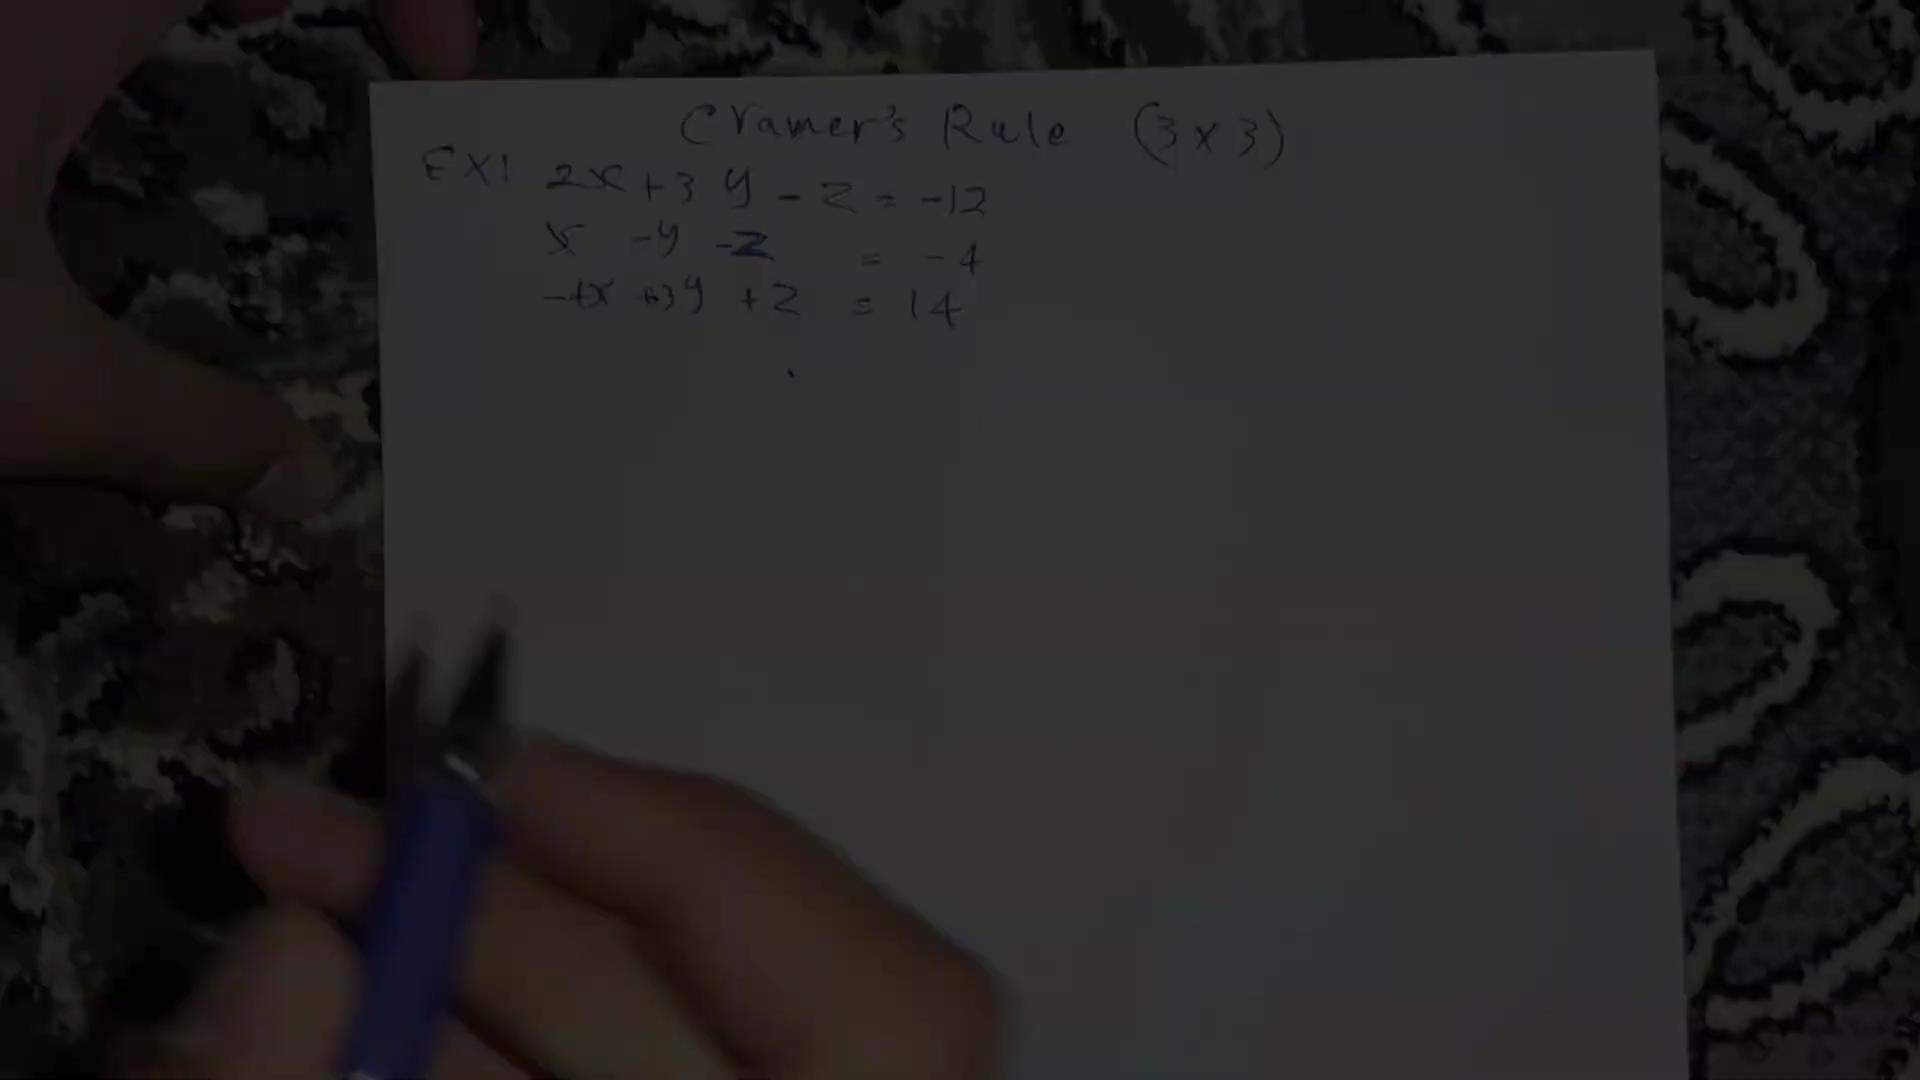 Cramer's Rule (3x3)
EX! 2x+3y-z=-12
x -y -z = -4
-4x +3y +z = 14